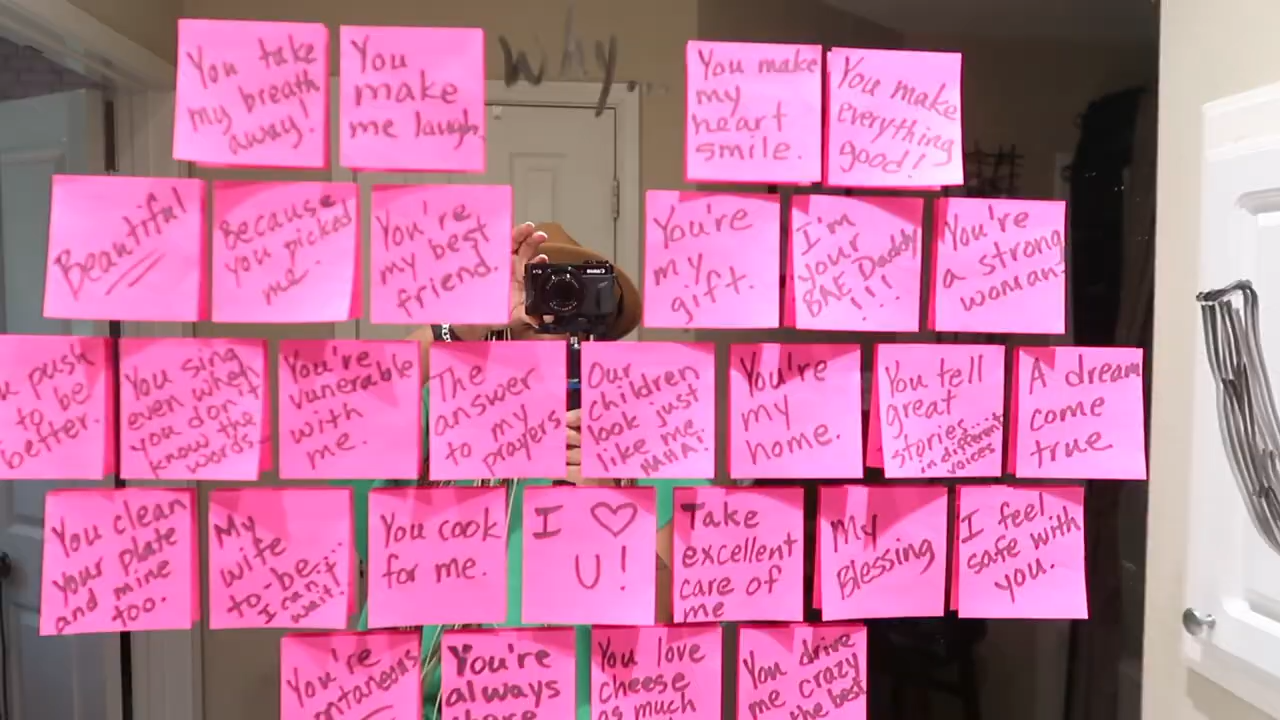 why...
You take
my breath
away!
You
make
me laugh.
You make
my
heart
smile.
You make
everything
good!
Beautiful
Because
you picked
me.
You're
my best
friend.
You're
my
gift.
I'm
your
BAE Daddy
!!!
You're
a strong
woman.
push
to be
better.
You sing
even when
you don't
know the
words.
You're
vunerable
with
me.
The
answer
to my
prayers
Our
children
look just
like me.
HAHA!
You're
my
home.
You tell
great
stories...
in different
voices
A dream
come
true
You clean
your plate
and mine
too.
My
wife
to-be...
I can't
wait!
You cook
for me.
I ♡
U!
Take
excellent
care of
me
My
Blessing
I feel
safe with
you.
You're
You're
always
You love
cheese
as much
You drive
me crazy
the best